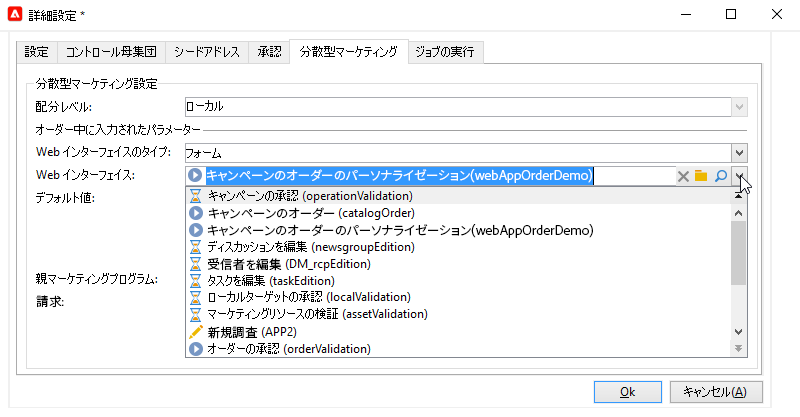 詳細設定 *
設定 コントロール母集団 シードアドレス 承認 分散型マーケティング ジョブの実行
分散型マーケティング設定
配分レベル: ローカル
オーダー中に入力されたパラメーター
Web インターフェイスのタイプ: フォーム
Web インターフェイス: キャンペーンのオーダーのパーソナライゼーション(webAppOrderDemo)
デフォルト値: キャンペーンの承認 (operationValidation)
キャンペーンのオーダー (catalogOrder)
キャンペーンのオーダーのパーソナライゼーション(webAppOrderDemo)
ディスカッションを編集 (newsgroupEdition)
受信者を編集 (DM_rcpEdition)
親マーケティングプログラム: タスクを編集 (taskEdition)
請求: ローカルターゲットの承認 (localValidation)
マーケティングリソースの検証 (assetValidation)
新規調査 (APP2)
オーダーの承認 (orderValidation)
Ok キャンセル(A)